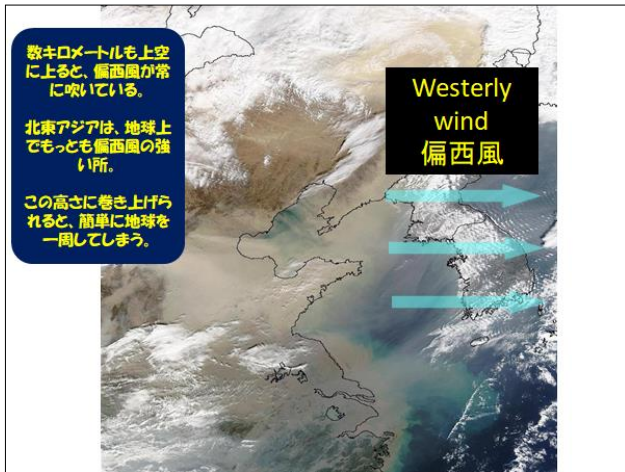 数キロメートルも上空
に上ると、偏西風が常
に吹いている。
北東アジアは、地球上
でもっとも偏西風の強
い所。
この高さに巻き上げら
れると、簡単に地球を
一周してしまう。
Westerly
wind
偏西風